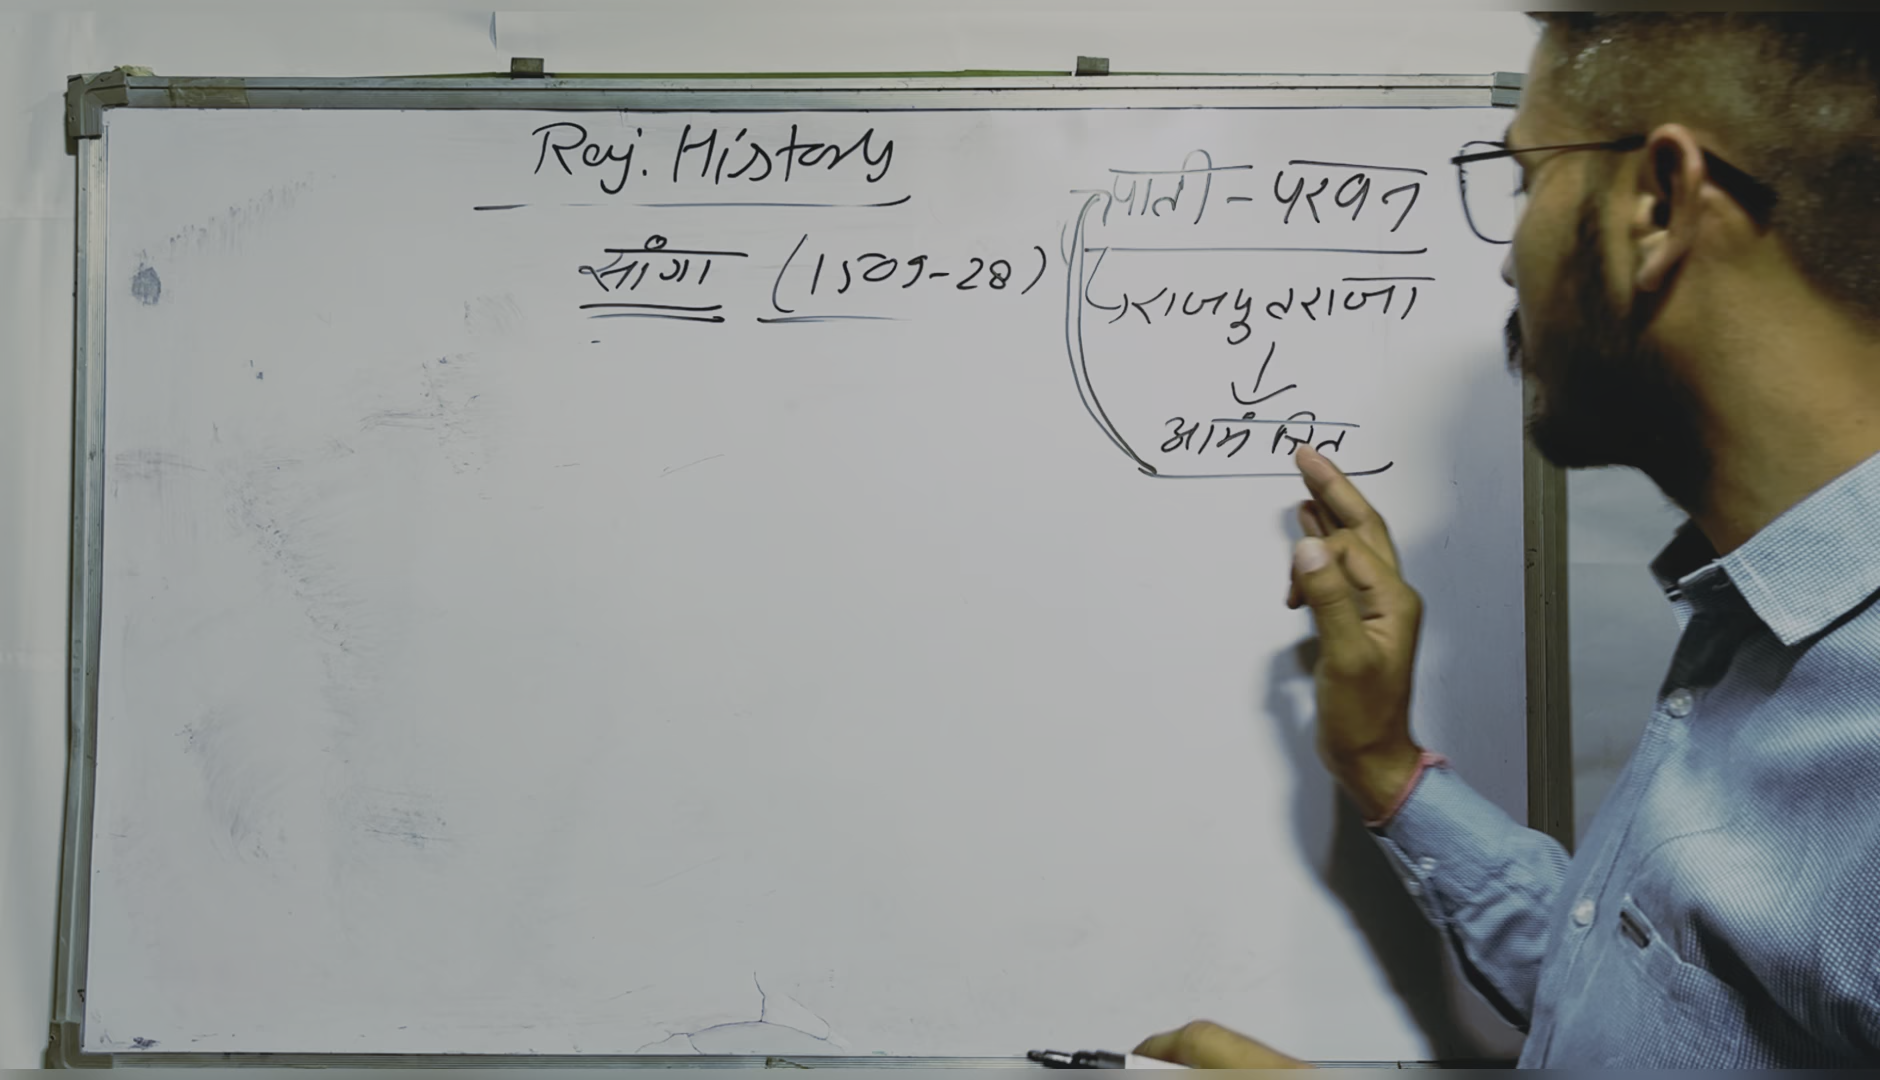 Raj. History
सांगा (1509-28)
पाती - परवन
राजपुतराजा
आमंत्रित